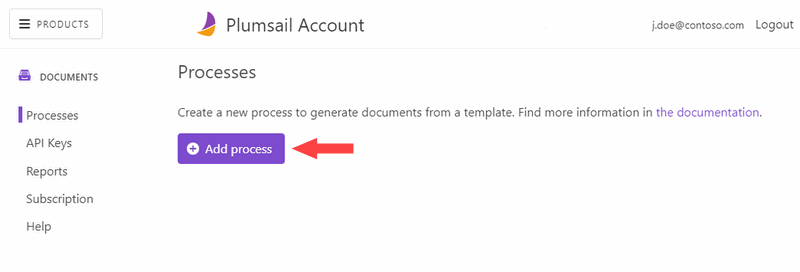 PRODUCTS
Plumsail Account
j.doe@contoso.com
Logout
DOCUMENTS
Processes
API Keys
Reports
Subscription
Help
Processes
Create a new process to generate documents from a template. Find more information in the documentation.
Add process